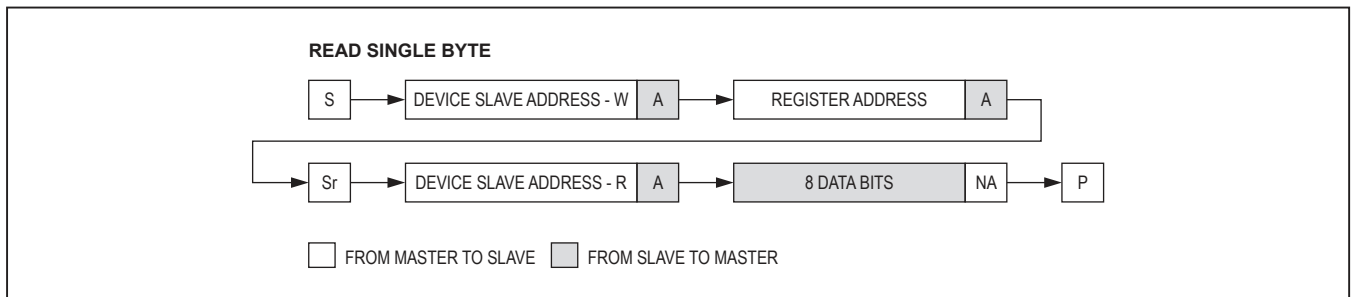 READ SINGLE BYTE
S DEVICE SLAVE ADDRESS - W A REGISTER ADDRESS A
Sr DEVICE SLAVE ADDRESS - R A 8 DATA BITS NA P
FROM MASTER TO SLAVE FROM SLAVE TO MASTER